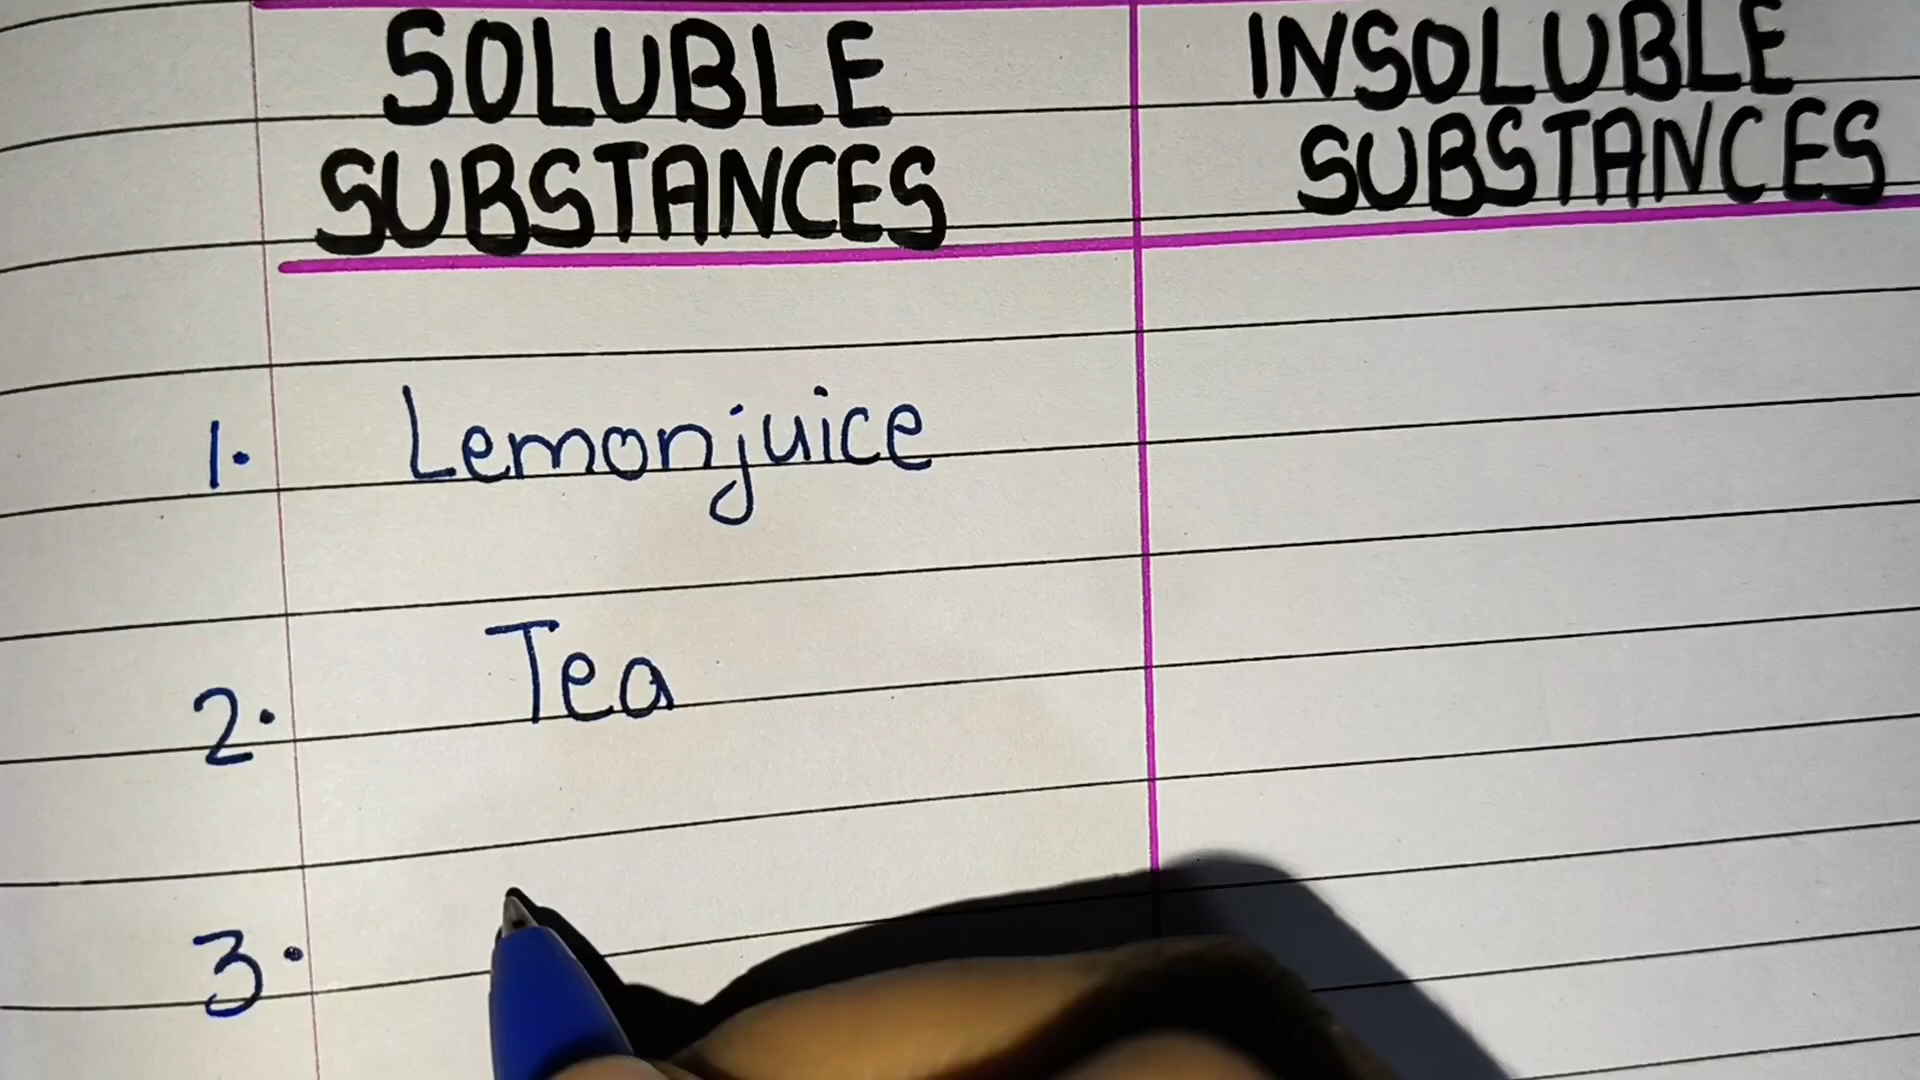 SOLUBLE
SUBSTANCES
INSOLUBLE
SUBSTANCES
1. Lemonjuice
2. Tea
3.